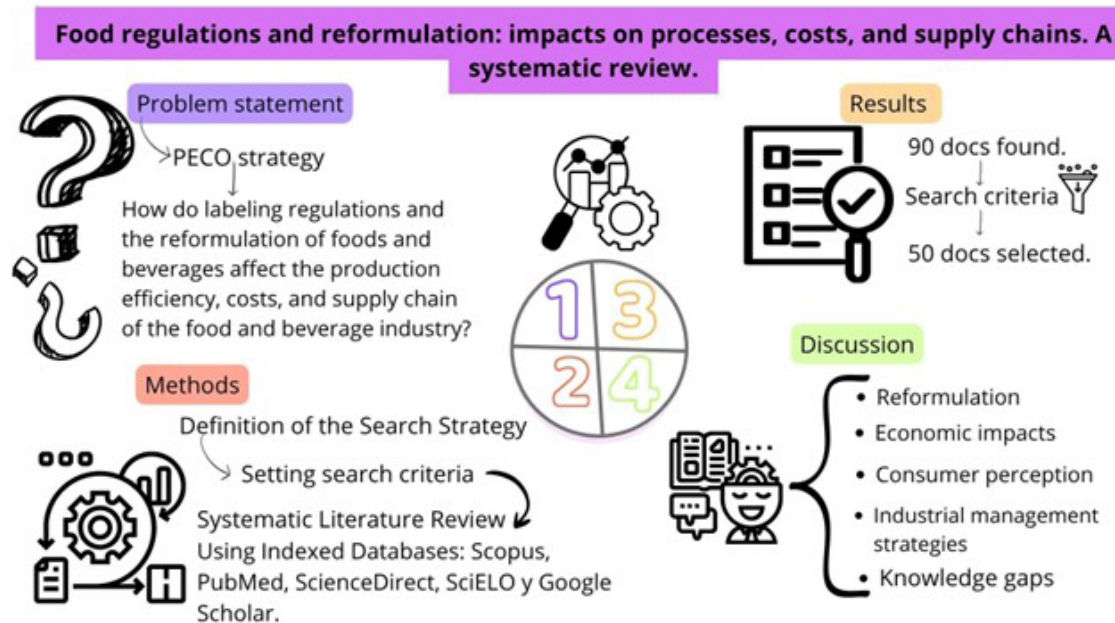 Food regulations and reformulation: impacts on processes, costs, and supply chains. A
systematic review.
Problem statement
PECO strategy
How do labeling regulations and
the reformulation of foods and
beverages affect the production
efficiency, costs, and supply chain
of the food and beverage industry?
Methods
Definition of the Search Strategy
Setting search criteria
Systematic Literature Review
Using Indexed Databases: Scopus,
PubMed, ScienceDirect, SciELO y Google
Scholar.
1
2
3
4
Results
90 docs found.
Search criteria
50 docs selected.
Discussion
• Reformulation
• Economic impacts
• Consumer perception
• Industrial management
strategies
• Knowledge gaps